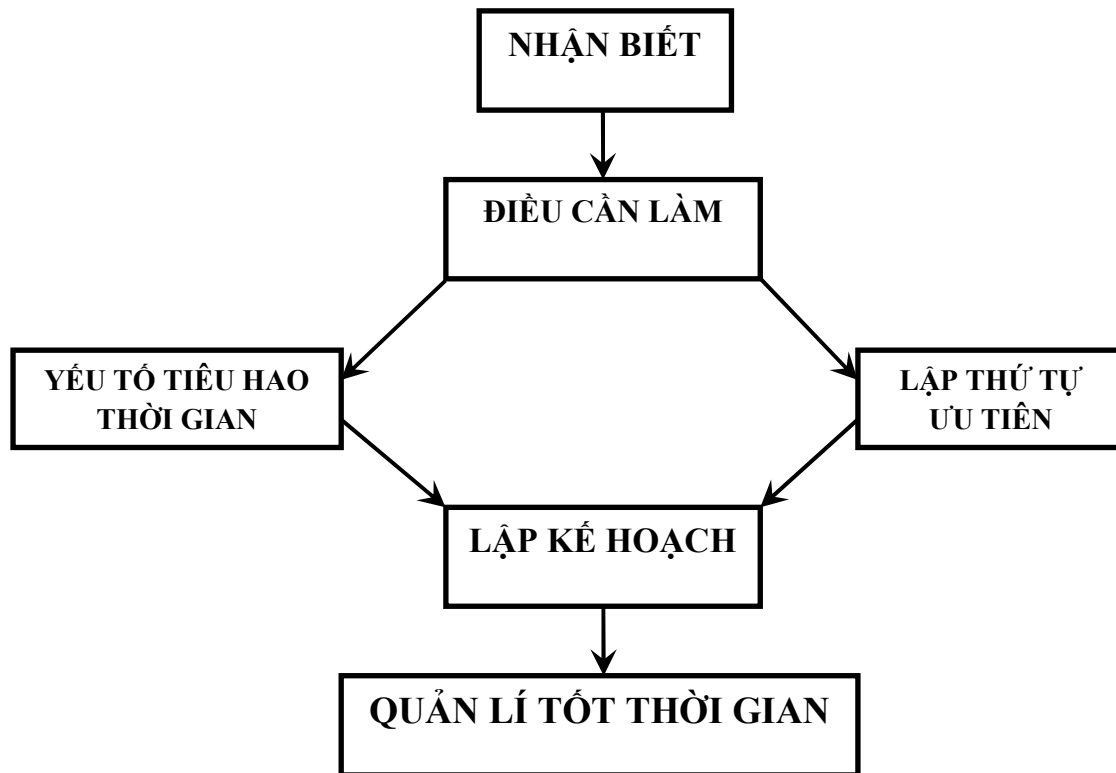 NHẬN BIẾT
ĐIỀU CẦN LÀM
YẾU TỐ TIÊU HAO
THỜI GIAN
LẬP THỨ TỰ
ƯU TIÊN
LẬP KẾ HOẠCH
QUẢN LÍ TỐT THỜI GIAN